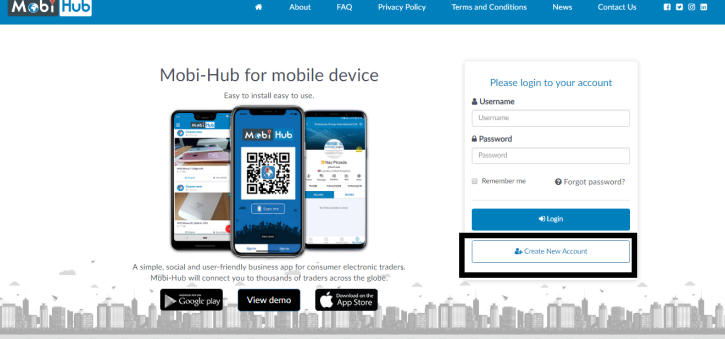 Mobi Hub
About
FAQ
Privacy Policy
Terms and Conditions
News
Contact Us
Mobi-Hub for mobile device
Easy to install easy to use.
Mobi Hub
A simple, social and user-friendly business app for consumer electronic traders.
Mobi-Hub will connect you to thousands of traders across the globe.
Google play
View demo
Download on the
App Store
Please login to your account
Username
Username
Password
Password
Remember me
Forgot password?
Login
Create New Account